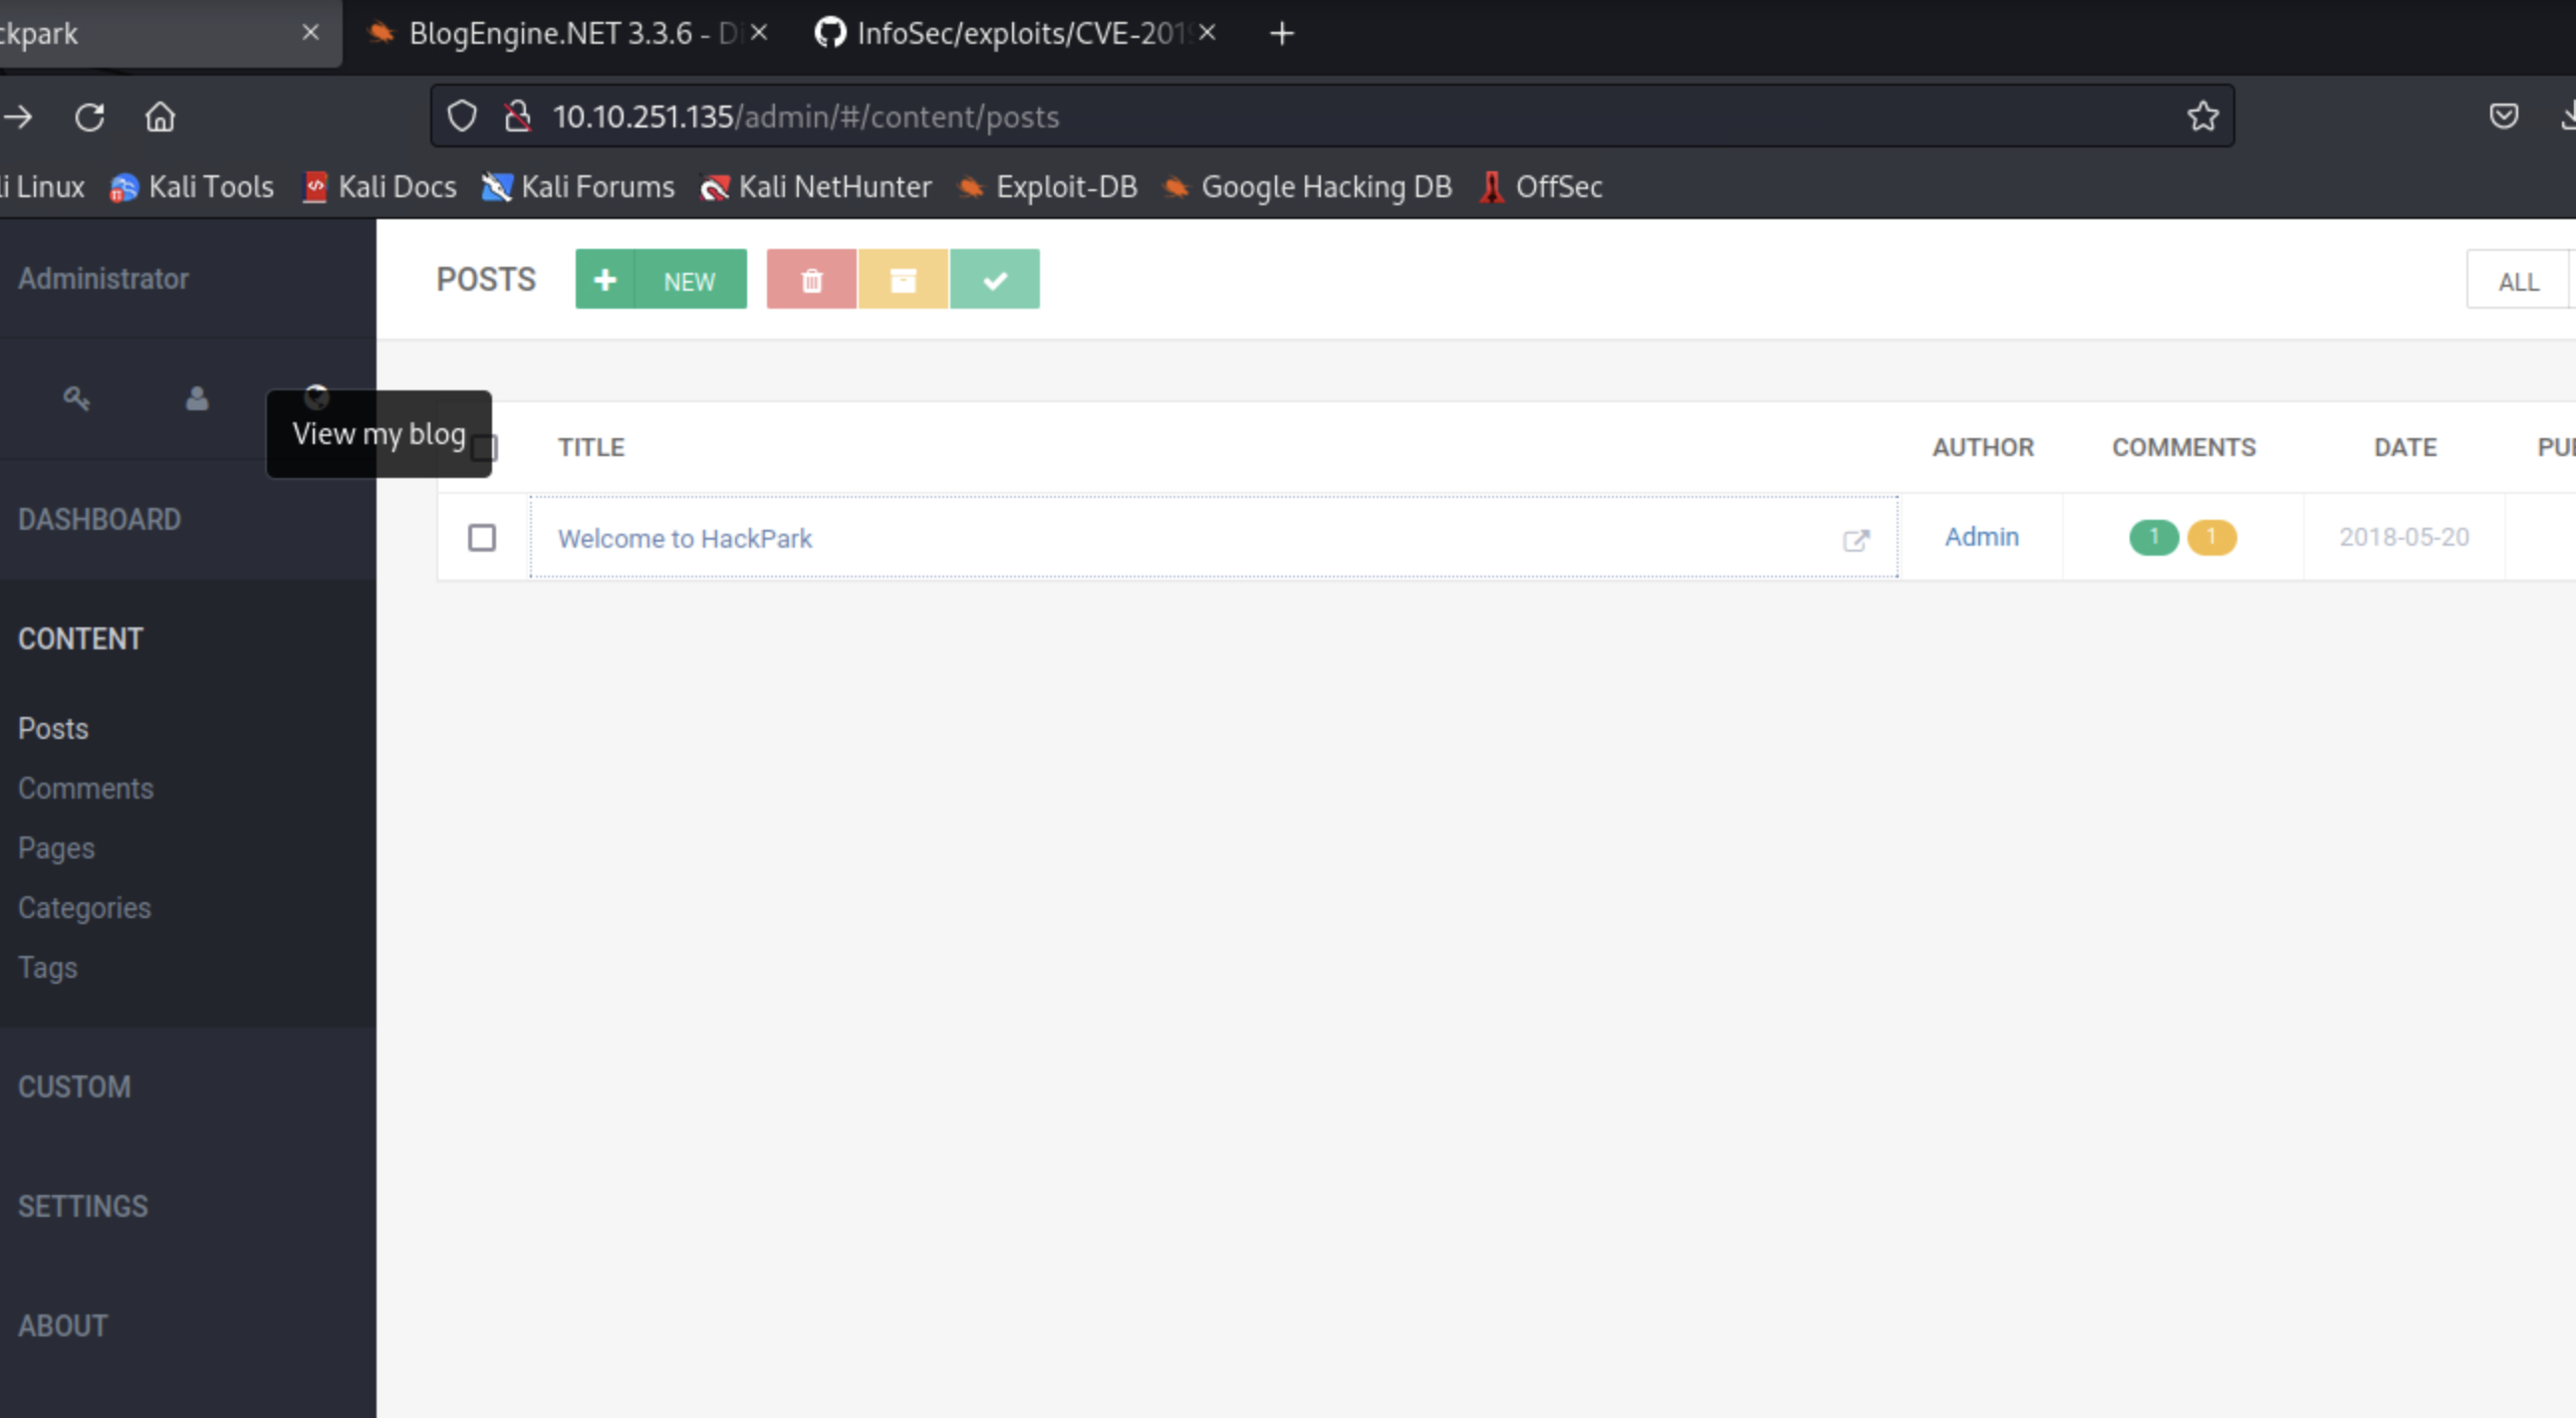 ckpark
BlogEngine.NET 3.3.6 - Di
InfoSec/exploits/CVE-2019
10.10.251.135/admin/#/content/posts
li Linux
Kali Tools
Kali Docs
Kali Forums
Kali NetHunter
Exploit-DB
Google Hacking DB
OffSec
Administrator
POSTS
NEW
ALL
View my blog
TITLE
AUTHOR
COMMENTS
DATE
PU
Welcome to HackPark
Admin
1
1
2018-05-20
DASHBOARD
CONTENT
Posts
Comments
Pages
Categories
Tags
CUSTOM
SETTINGS
ABOUT